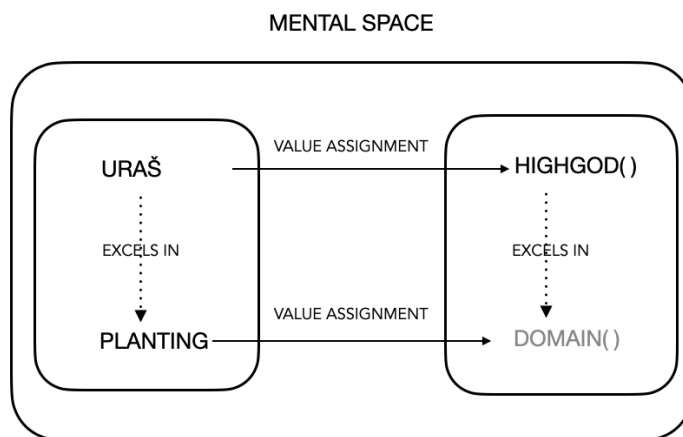 MENTAL SPACE
VALUE ASSIGNMENT
URAŠ
HIGHGOD( )
EXCELS IN
EXCELS IN
VALUE ASSIGNMENT
PLANTING
DOMAIN( )